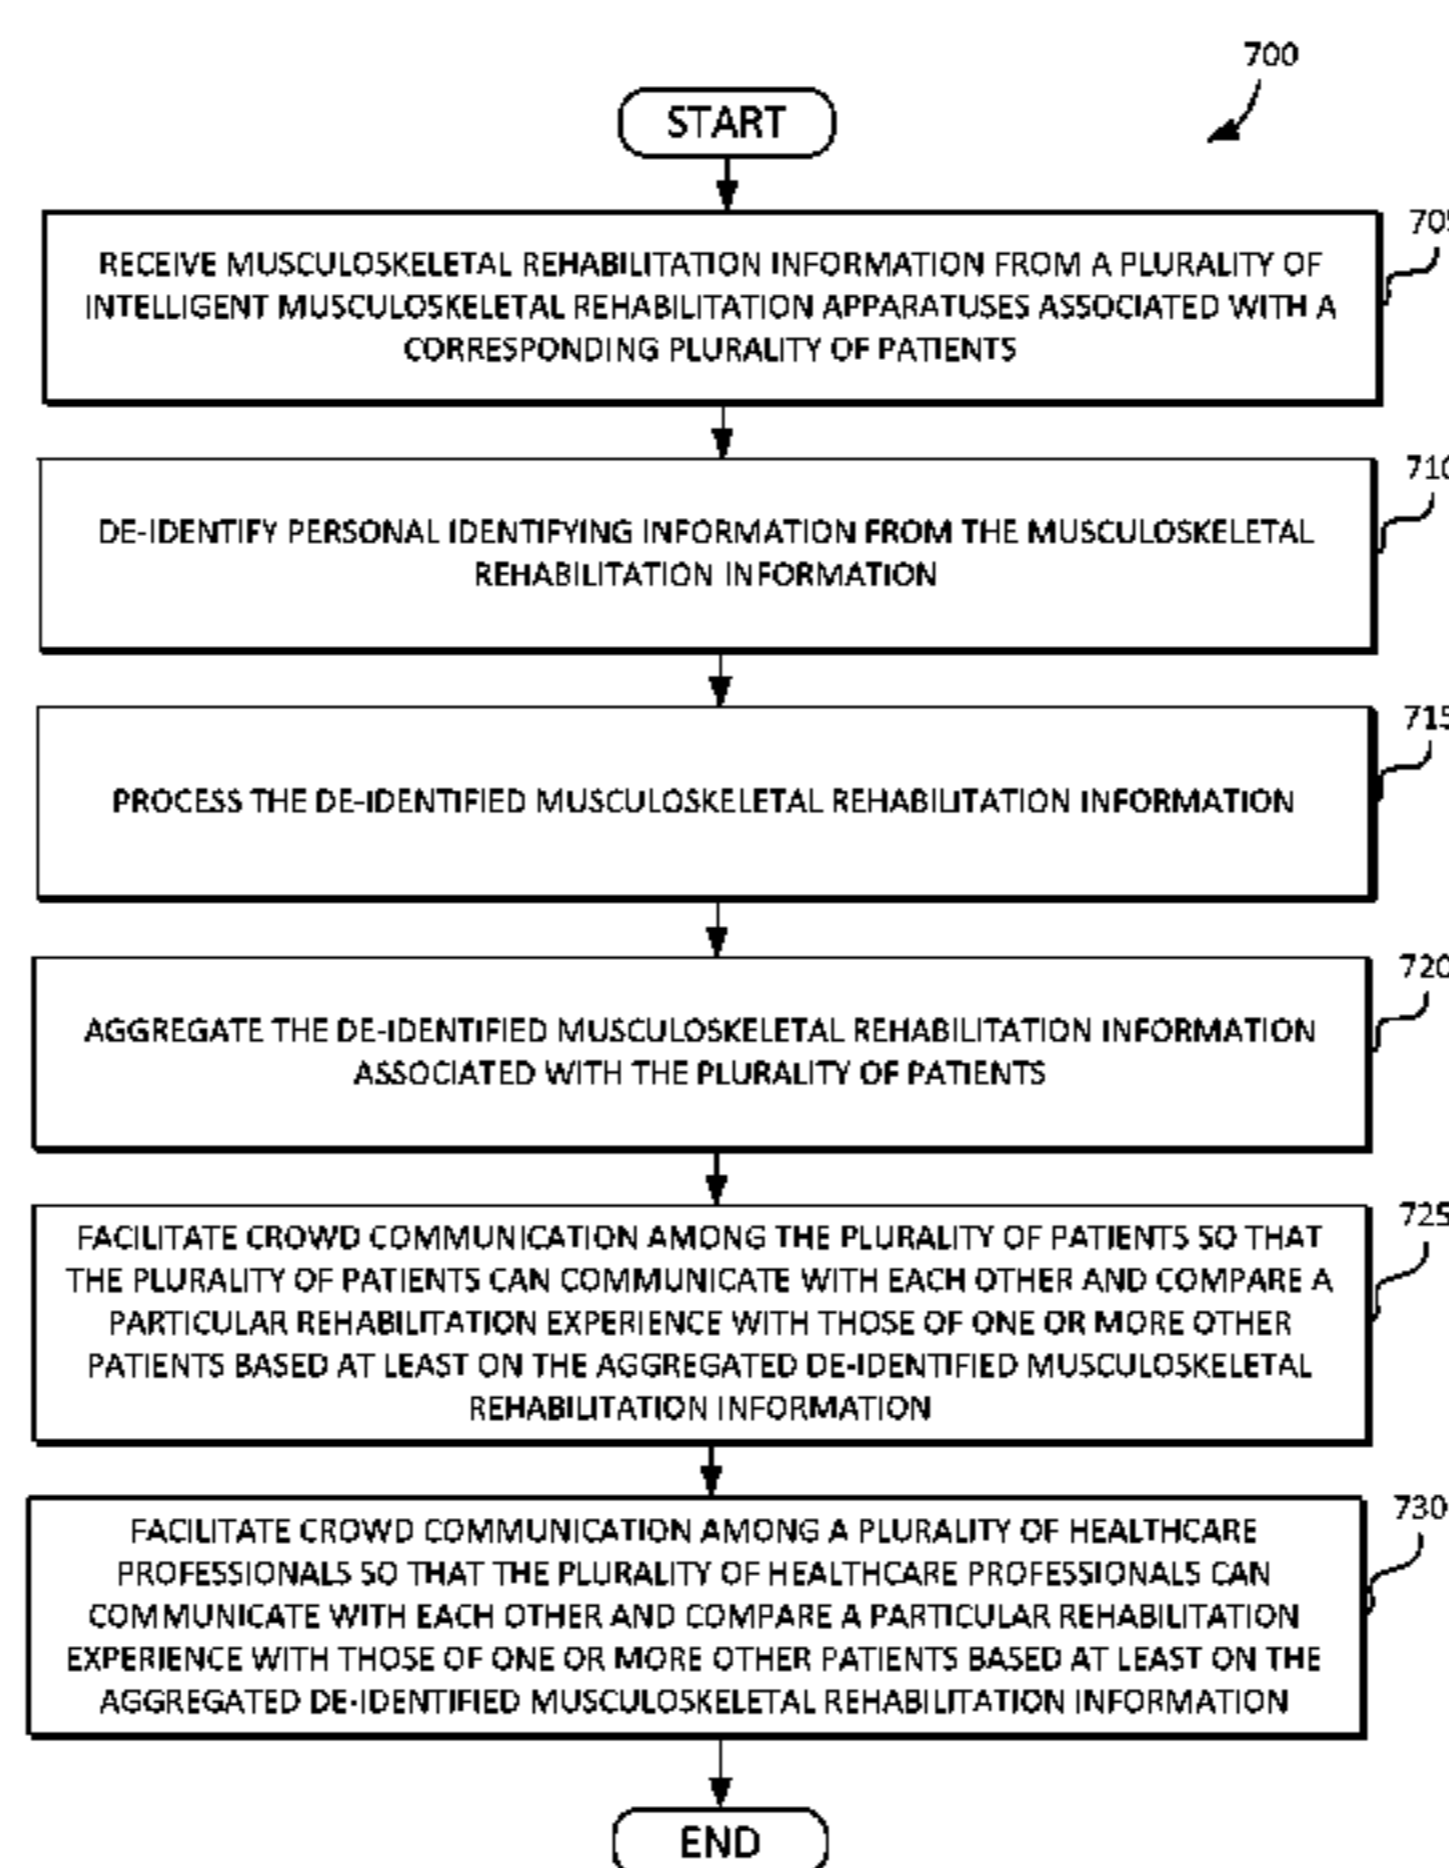 700
START
705
RECEIVE MUSCULOSKELETAL REHABILITATION INFORMATION FROM A PLURALITY OF
INTELLIGENT MUSCULOSKELETAL REHABILITATION APPARATUSES ASSOCIATED WITH A
CORRESPONDING PLURALITY OF PATIENTS
710
DE-IDENTIFY PERSONAL IDENTIFYING INFORMATION FROM THE MUSCULOSKELETAL
REHABILITATION INFORMATION
715
PROCESS THE DE-IDENTIFIED MUSCULOSKELETAL REHABILITATION INFORMATION
720
AGGREGATE THE DE-IDENTIFIED MUSCULOSKELETAL REHABILITATION INFORMATION
ASSOCIATED WITH THE PLURALITY OF PATIENTS
725
FACILITATE CROWD COMMUNICATION AMONG THE PLURALITY OF PATIENTS SO THAT
THE PLURALITY OF PATIENTS CAN COMMUNICATE WITH EACH OTHER AND COMPARE A
PARTICULAR REHABILITATION EXPERIENCE WITH THOSE OF ONE OR MORE OTHER
PATIENTS BASED AT LEAST ON THE AGGREGATED DE-IDENTIFIED MUSCULOSKELETAL
REHABILITATION INFORMATION
730
FACILITATE CROWD COMMUNICATION AMONG A PLURALITY OF HEALTHCARE
PROFESSIONALS SO THAT THE PLURALITY OF HEALTHCARE PROFESSIONALS CAN
COMMUNICATE WITH EACH OTHER AND COMPARE A PARTICULAR REHABILITATION
EXPERIENCE WITH THOSE OF ONE OR MORE OTHER PATIENTS BASED AT LEAST ON THE
AGGREGATED DE-IDENTIFIED MUSCULOSKELETAL REHABILITATION INFORMATION
END